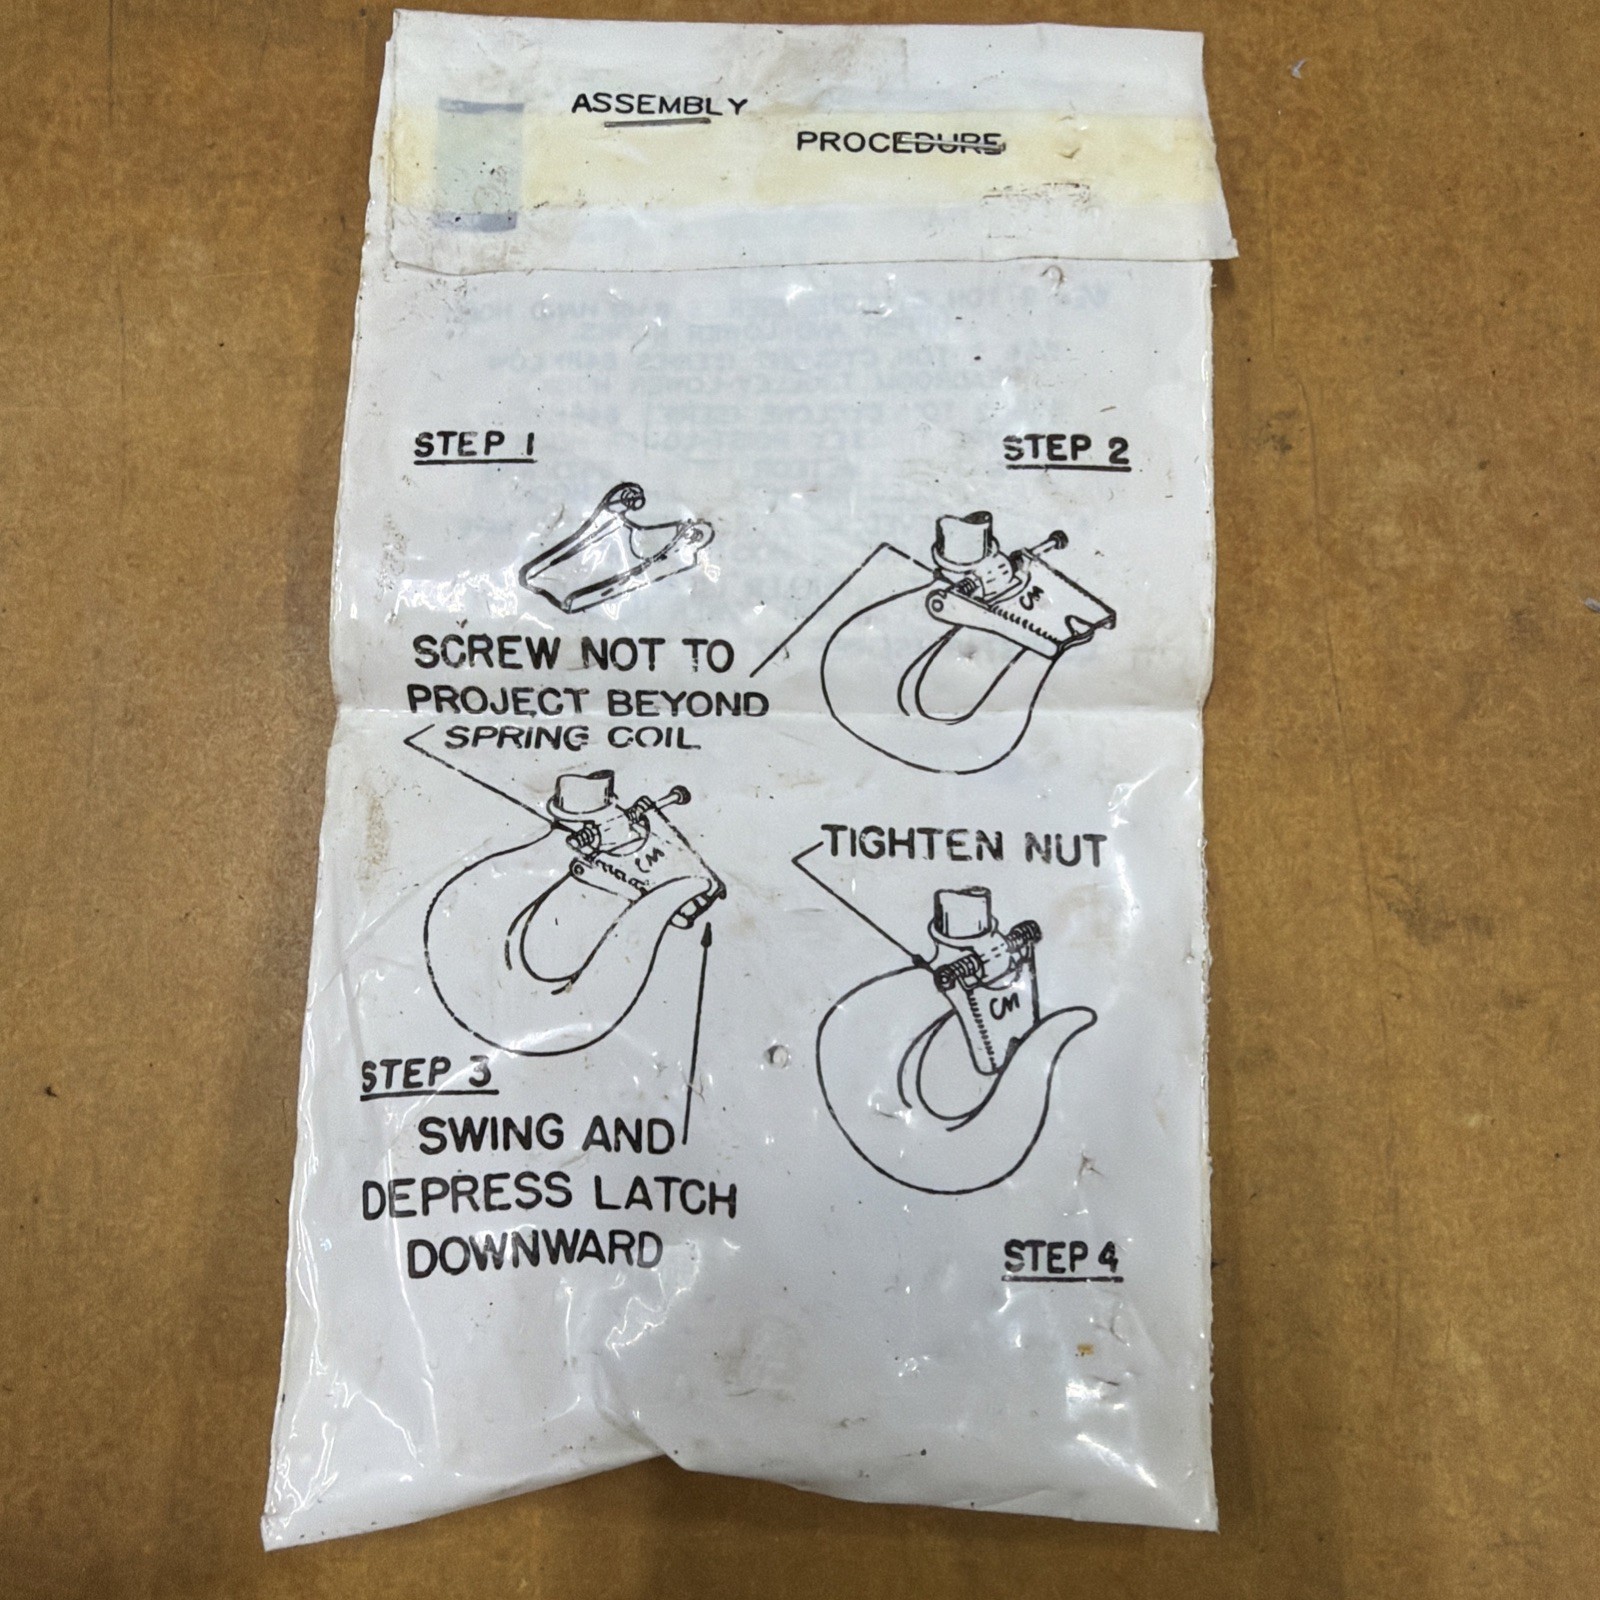 ASSEMBLY
PROCEDURE
STEP 1
STEP 2
SCREW NOT TO
PROJECT BEYOND
SPRING COIL
CM
CM
TIGHTEN NUT
CM
STEP 3
SWING AND
DEPRESS LATCH
DOWNWARD
STEP 4